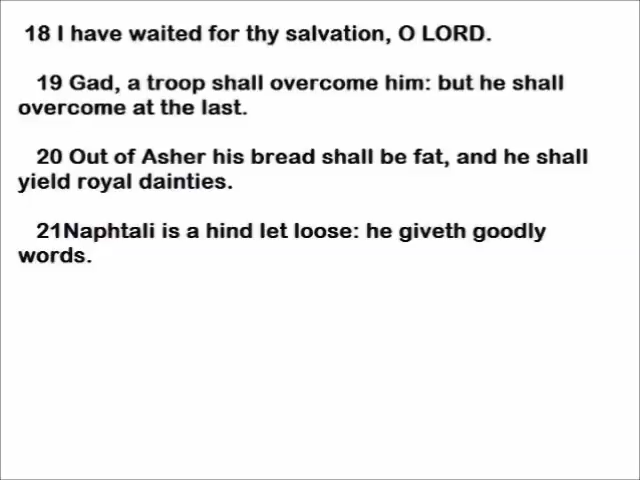 18 I have waited for thy salvation, O LORD.
19 Gad, a troop shall overcome him: but he shall
overcome at the last.
20 Out of Asher his bread shall be fat, and he shall
yield royal dainties.
21Naphtali is a hind let loose: he giveth goodly
words.